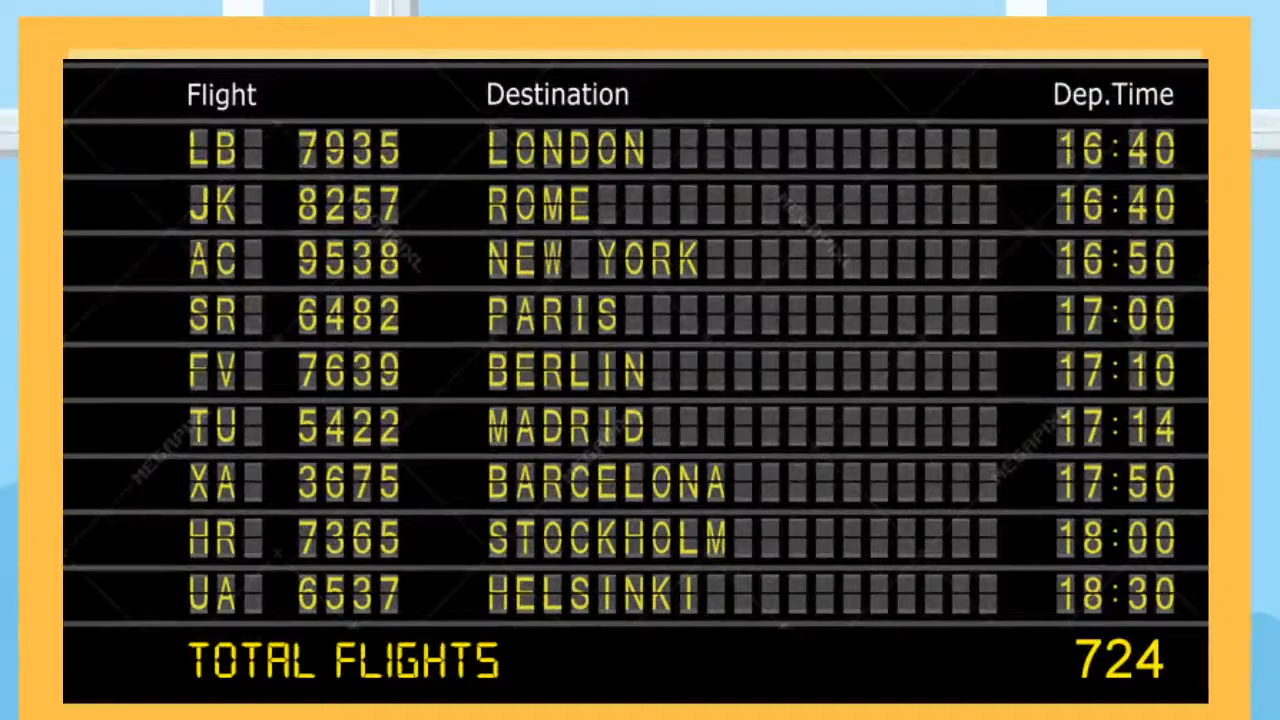 Flight Destination Dep.Time
LB 7935 LONDON 16:40
JK 8257 ROME 16:40
AC 9538 NEW YORK 16:50
SR 6482 PARIS 17:00
FV 7639 BERLIN 17:10
TU 5422 MADRID 17:14
XA 3675 BARCELONA 17:50
HR 7365 STOCKHOLM 18:00
UA 6537 HELSINKI 18:30
TOTAL FLIGHTS 724